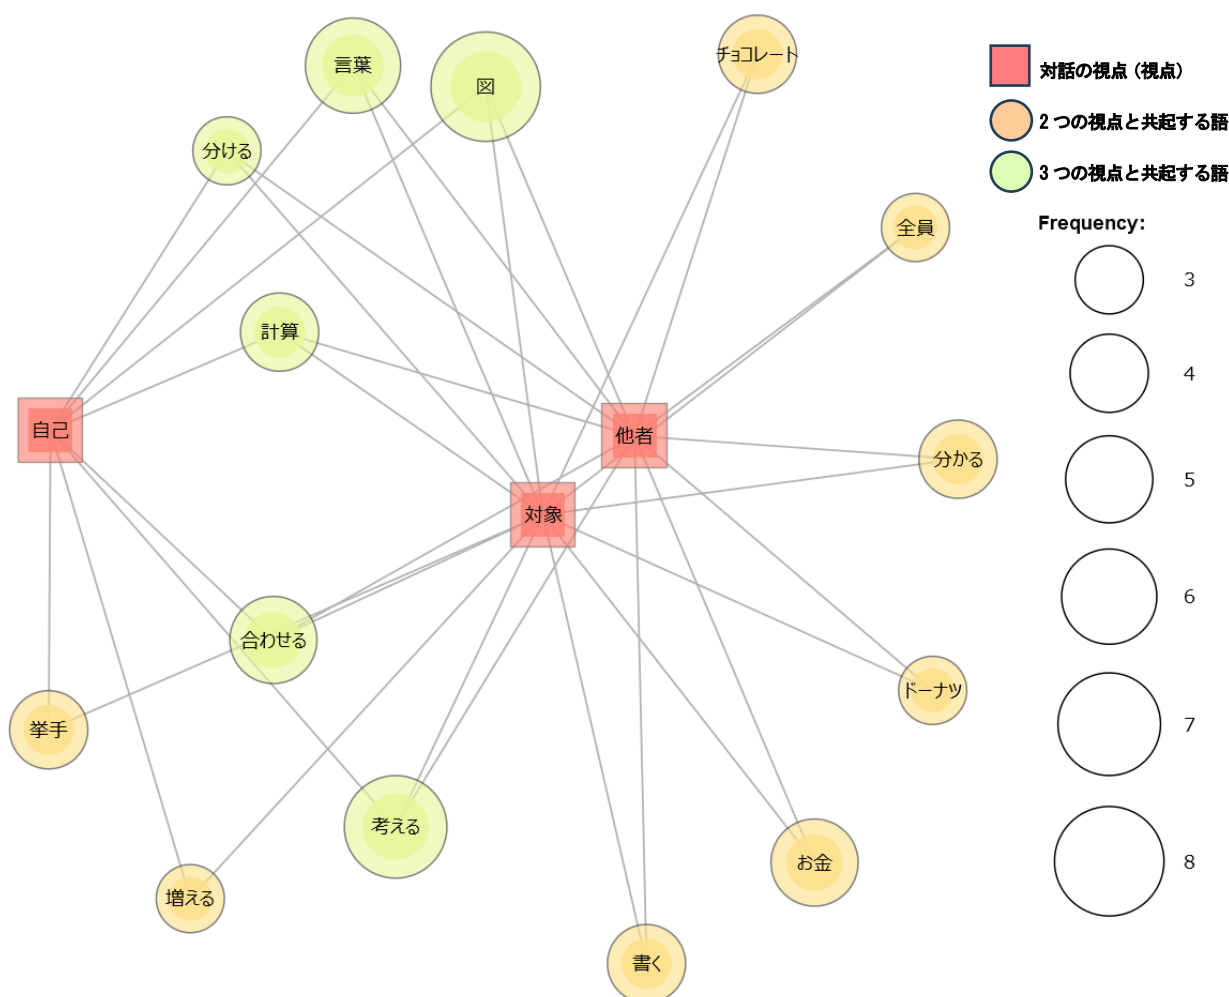 言葉
図
チョコレート
対話の視点（視点）
2つの視点と共起する語
分ける
3つの視点と共起する語
全員
Frequency:
3
計算
4
自己
他者
分かる
5
対象
6
合わせる
ドーナツ
挙手
7
考える
お金
8
増える
書く